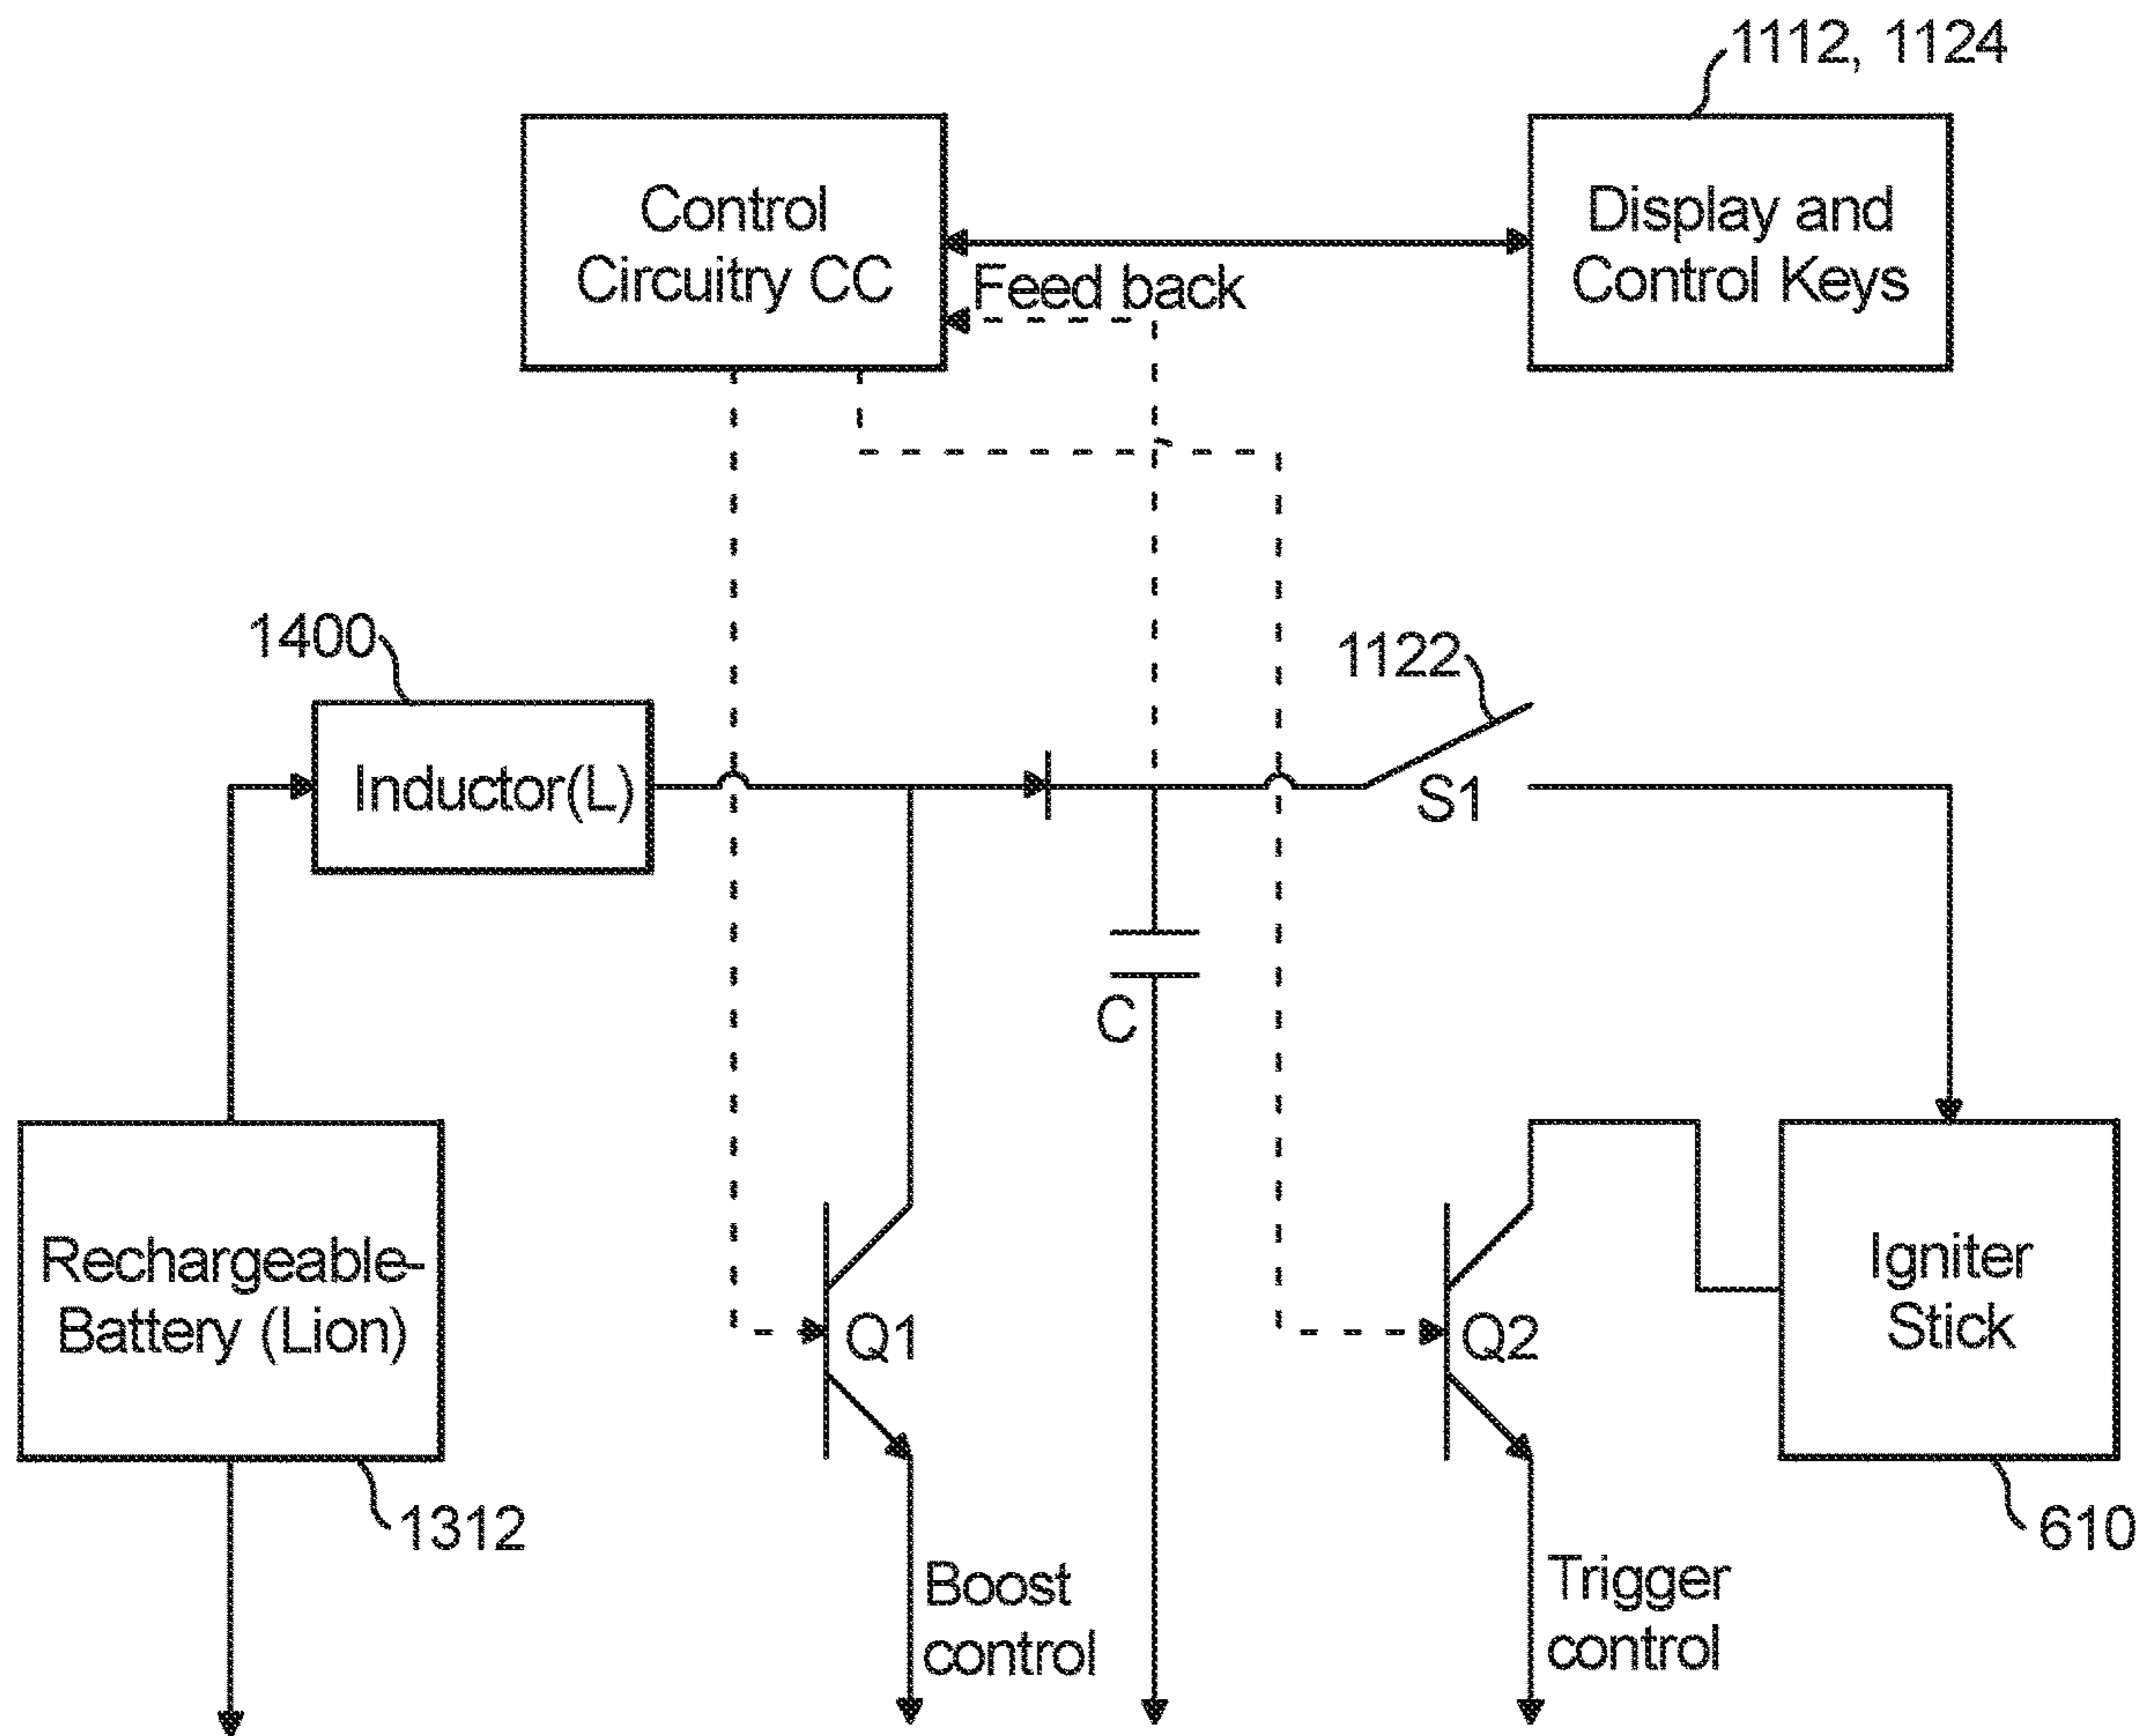 1112, 1124
Control
Circuitry CC
Display and
Control Keys
Feed back
1400
1122
Inductor(L)
S1
C
Rechargeable-
Battery (Lion)
Q1
Q2
Igniter
Stick
1312
610
Boost
control
Trigger
control